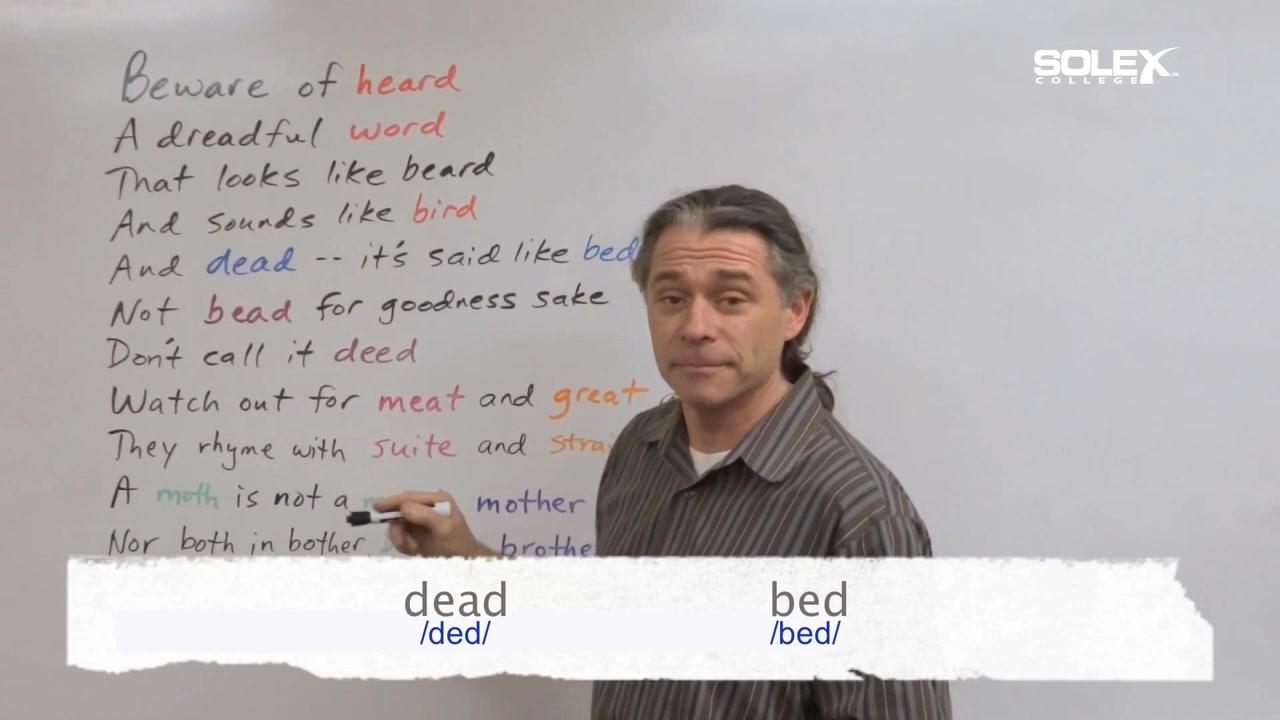 SOLEX
COLLEGE
Beware of heard
A dreadful word
That looks like beard
And sounds like bird
And dead -- it's said like bed
Not bead for goodness sake
Don't call it deed
Watch out for meat and great
They rhyme with suite and
A moth is not a mother
Nor both in bother
dead bed
/ded/ /bed/